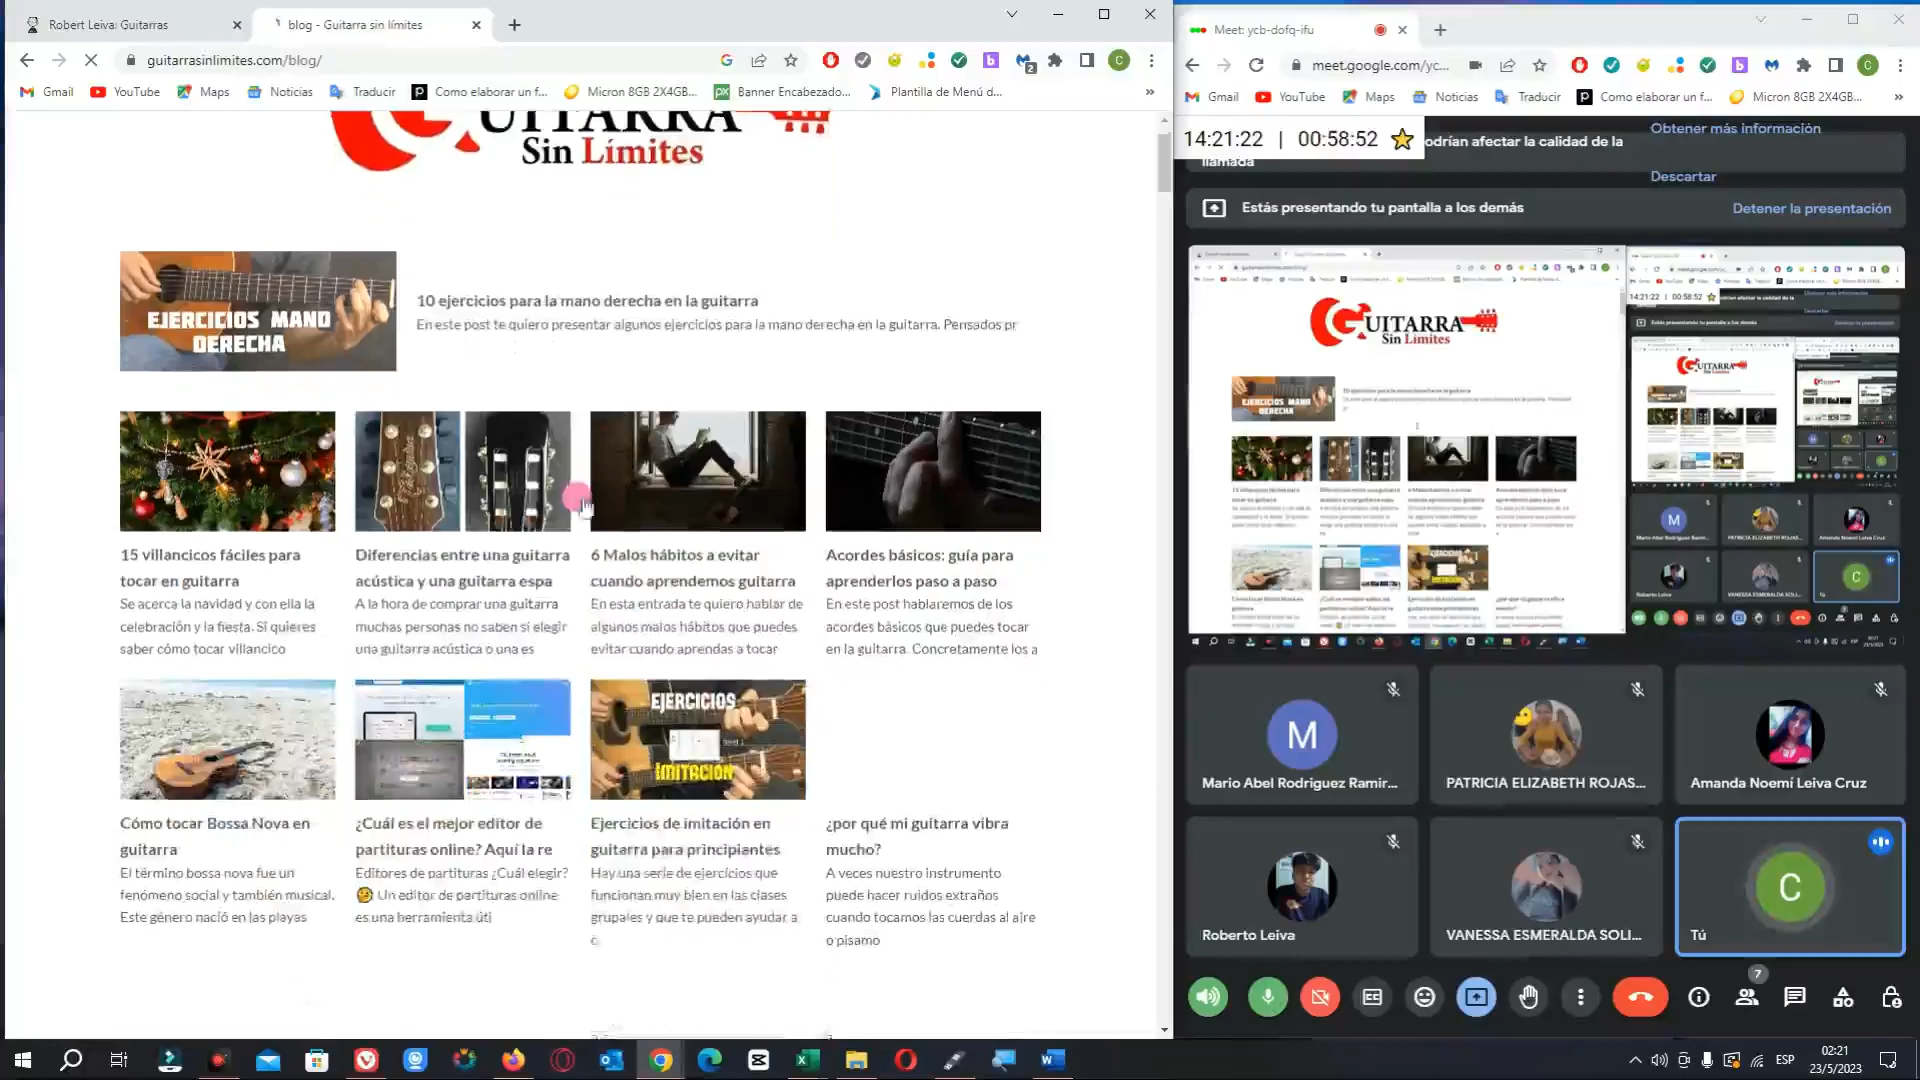 Robert Leiva: Guitarras
blog - Guitarra sin límites
guitarrasinlimites.com/blog/
Gmail
YouTube
Maps
Noticias
Traducir
Como elaborar un f...
Micron 8GB 2X4GB...
Banner Encabezado...
Plantilla de Menú d...
GUITARRA
Sin Límites
EJERCICIOS MANO
DERECHA
10 ejercicios para la mano derecha en la guitarra
En este post te quiero presentar algunos ejercicios para la mano derecha en la guitarra. Pensados pr
15 villancicos fáciles para
tocar en guitarra
Se acerca la navidad y con ella la
celebración y la fiesta. Si quieres
saber cómo tocar villancico
Diferencias entre una guitarra
acústica y una guitarra espa
A la hora de comprar una guitarra
muchas personas no saben si elegir
una guitarra acústica o una es
6 Malos hábitos a evitar
cuando aprendemos guitarra
En esta entrada te quiero hablar de
algunos malos hábitos que puedes
evitar cuando aprendas a tocar
Acordes básicos: guía para
aprenderlos paso a paso
En este post hablaremos de los
acordes básicos que puedes tocar
en la guitarra. Concretamente los a
Cómo tocar Bossa Nova en
guitarra
El término bossa nova fue un
fenómeno social y también musical.
Este género nació en las playas
¿Cuál es el mejor editor de
partituras online? Aquí la re
Editores de partituras ¿Cuál elegir?
🧐 Un editor de partituras online
es una herramienta úti
EJERCICIOS
IMITACION
Ejercicios de imitación en
guitarra para principiantes
Hay una serie de ejercicios que
funcionan muy bien en las clases
grupales y que te pueden ayudar a
c
¿por qué mi guitarra vibra
mucho?
A veces nuestro instrumento
puede hacer ruidos extraños
cuando tocamos las cuerdas al aire
o pisamo
Meet: ycb-dofq-ifu
meet.google.com/yc...
Gmail
YouTube
Maps
Noticias
Traducir
Como elaborar un f...
Micron 8GB 2X4GB...
14:21:22 | 00:58:52
Obtener más información
odrían afectar la calidad de la
llamada
Descartar
Estás presentando tu pantalla a los demás
Detener la presentación
GUITARRA
Sin Límites
EJERCICIOS MANO
DERECHA
14:21:22 | 00:58:52
M
Mario Abel Rodriguez Ramir...
PATRICIA ELIZABETH ROJAS...
Amanda Noemí Leiva Cruz
Roberto Leiva
VANESSA ESMERALDA SOLI...
C
Tú
7
ESP
02:21
23/5/2023